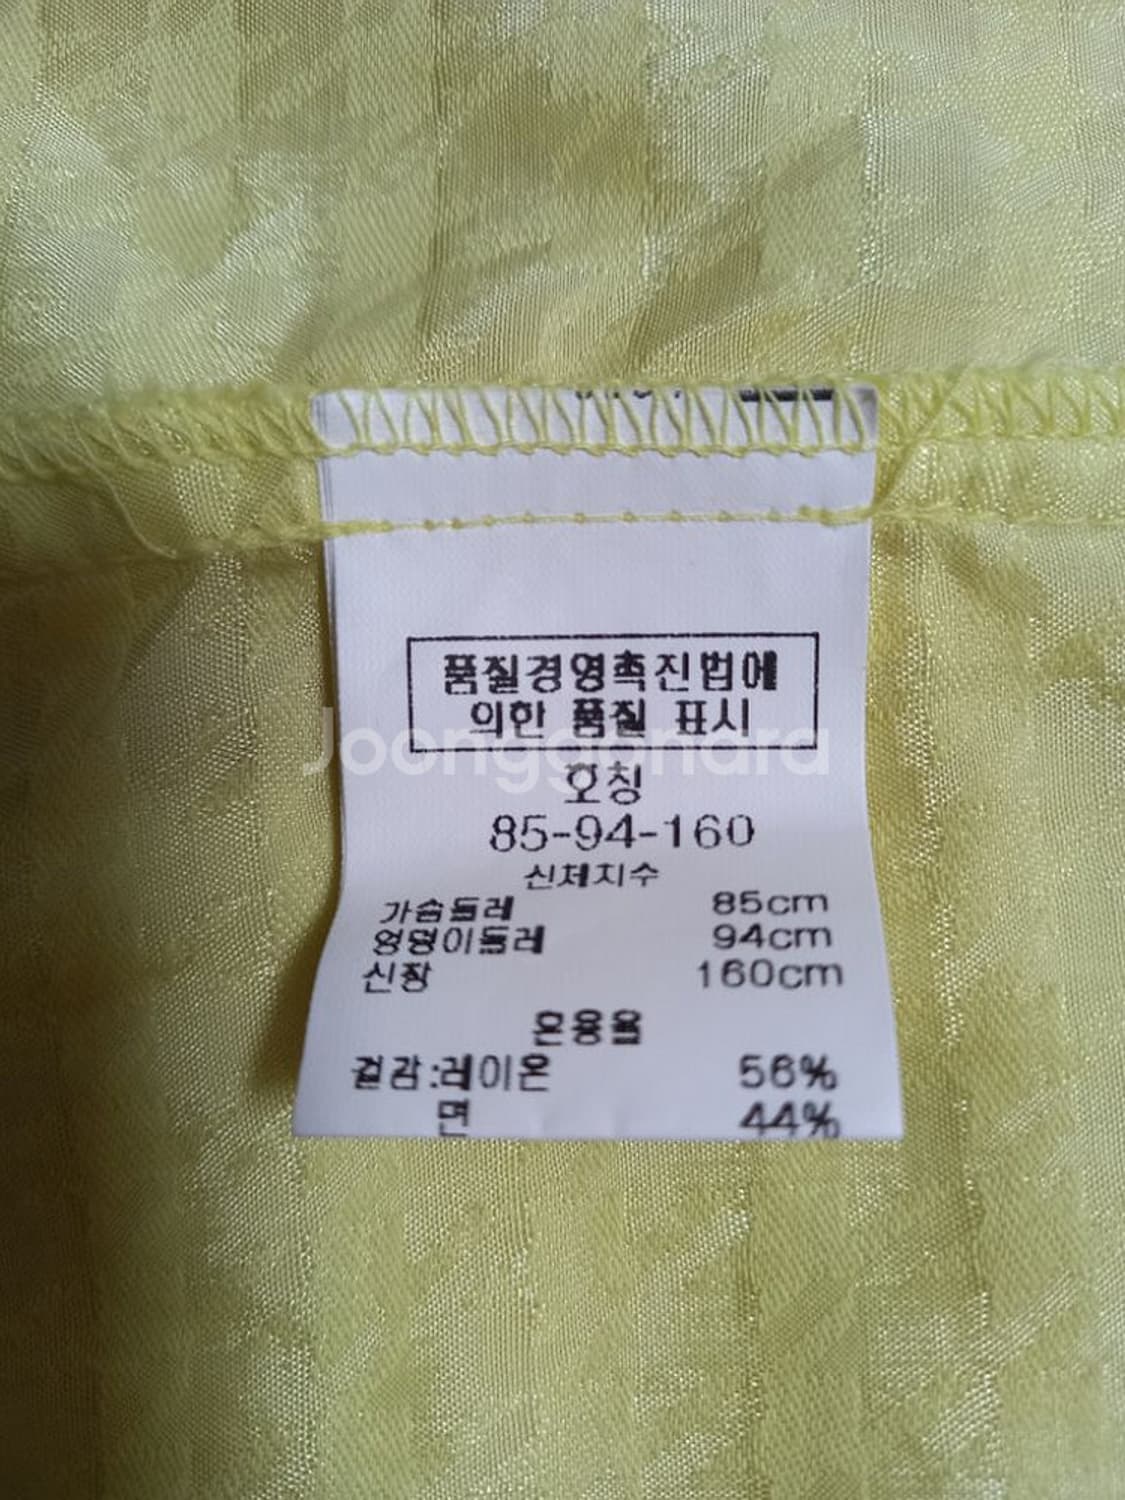 품질경영촉진법에
의한 품질 표시
Joonggonara
호칭
85-94-160
신체치수
가슴둘레 85cm
엉덩이둘레 94cm
신장 160cm
혼용율
겉감:레이온 56%
면 44%